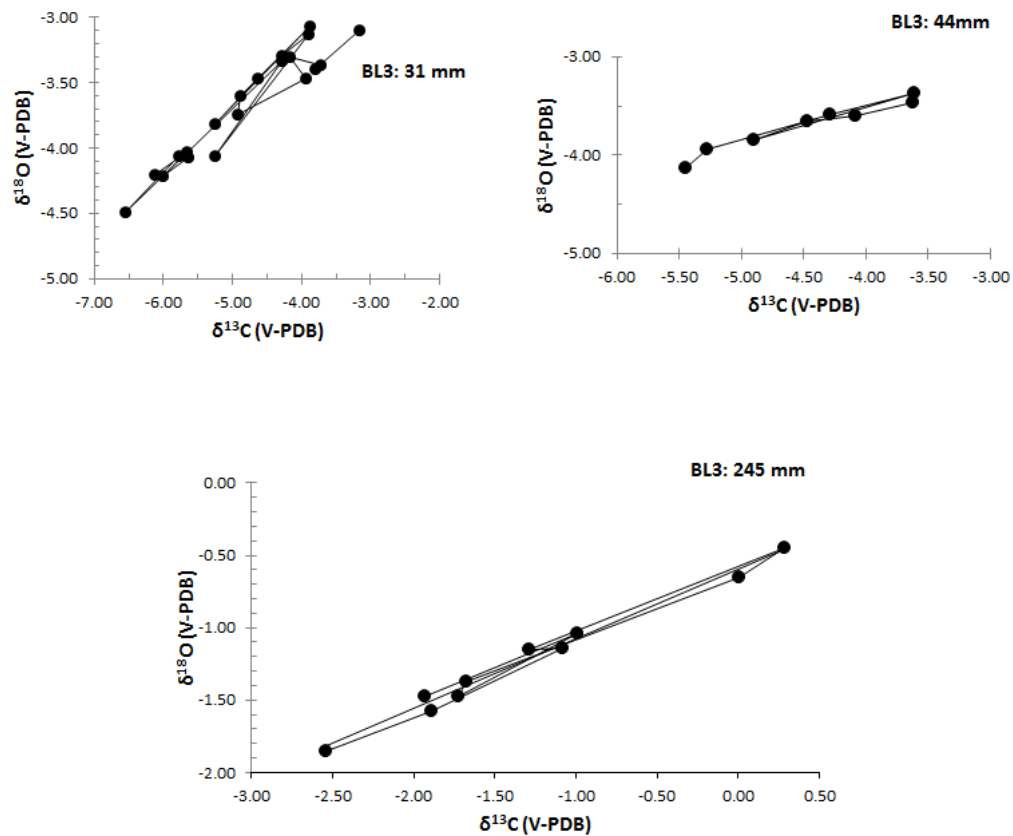 BL3: 31 mm
δ¹⁸O (V-PDB)
-3.00
-3.50
-4.00
-4.50
-5.00
-7.00 -6.00 -5.00 -4.00 -3.00 -2.00
δ¹³C (V-PDB)
BL3: 44mm
δ¹⁸O (V-PDB)
-3.00
-4.00
-5.00
-6.00 -5.50 -5.00 -4.50 -4.00 -3.50 -3.00
δ¹³C (V-PDB)
BL3: 245 mm
δ¹⁸O (V-PDB)
0.00
-0.50
-1.00
-1.50
-2.00
-3.00 -2.50 -2.00 -1.50 -1.00 -0.50 0.00 0.50
δ¹³C (V-PDB)